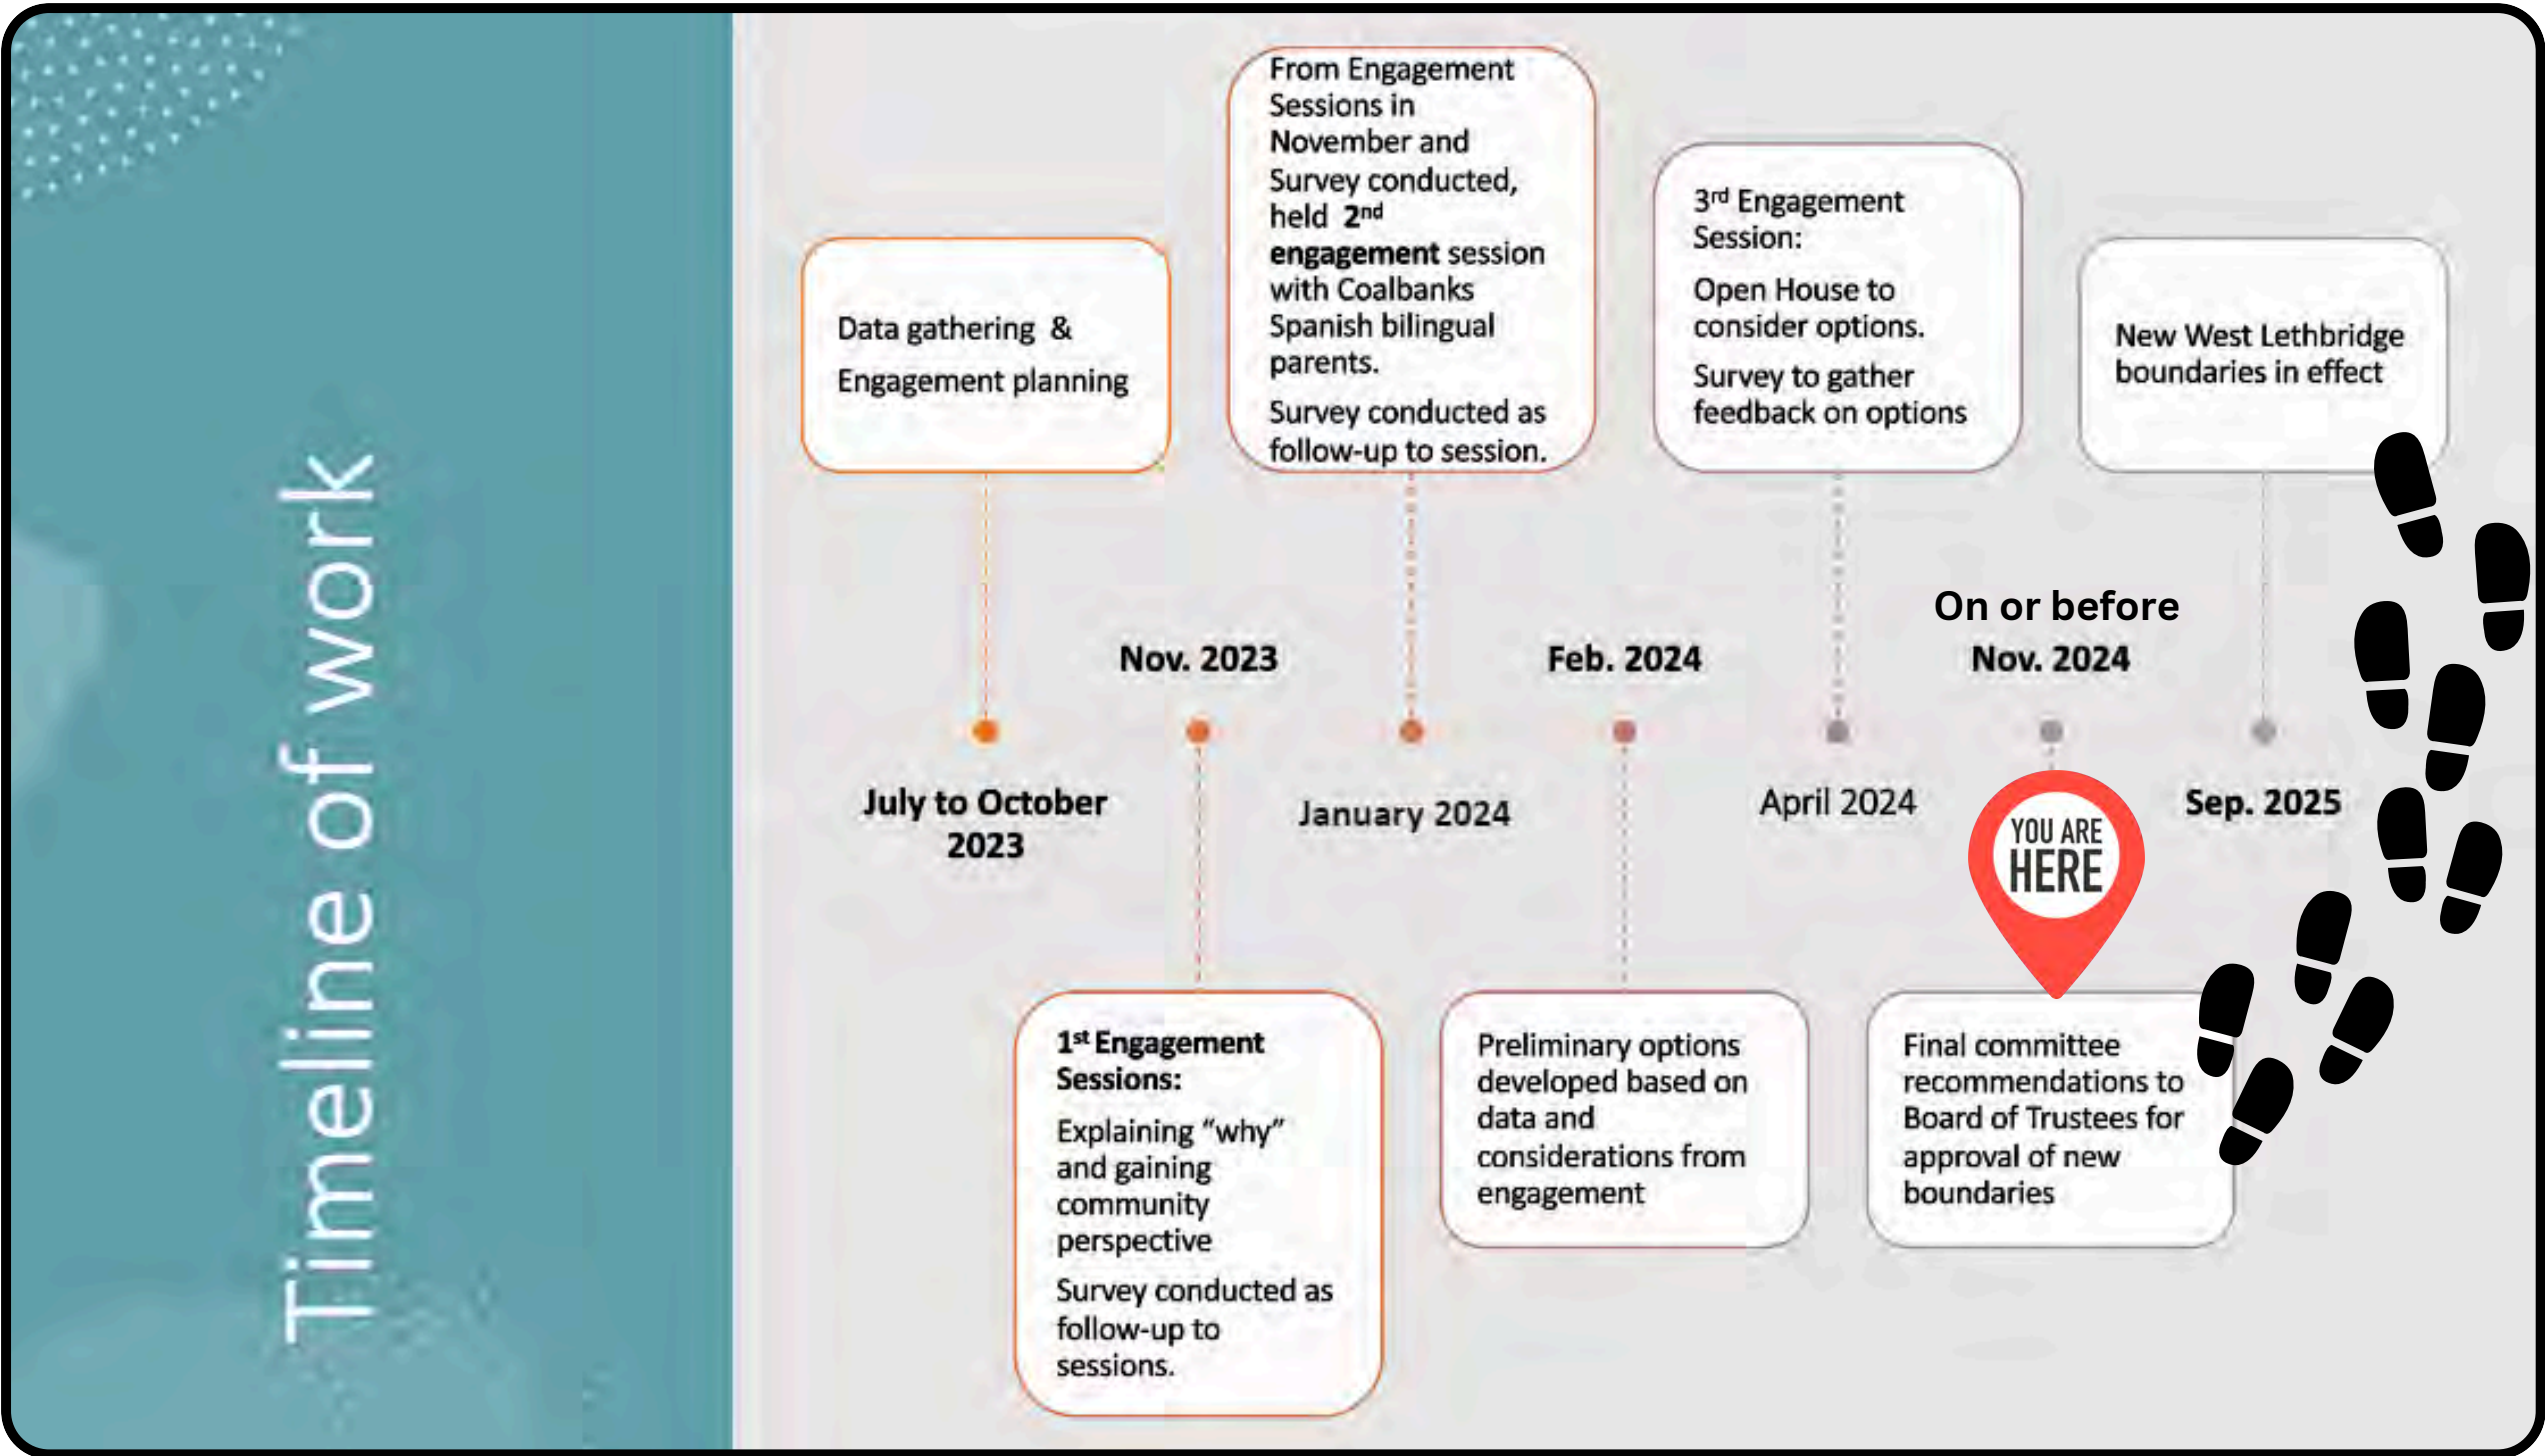 Timeline of work
Data gathering &
Engagement planning
July to October
2023
Nov. 2023
1st Engagement
Sessions:
Explaining “why”
and gaining
community
perspective
Survey conducted as
follow-up to
sessions.
From Engagement
Sessions in
November and
Survey conducted,
held 2nd
engagement session
with Coalbanks
Spanish bilingual
parents.
Survey conducted as
follow-up to session.
January 2024
Feb. 2024
Preliminary options
developed based on
data and
considerations from
engagement
3rd Engagement
Session:
Open House to
consider options.
Survey to gather
feedback on options
April 2024
On or before
Nov. 2024
YOU ARE
HERE
Final committee
recommendations to
Board of Trustees for
approval of new
boundaries
New West Lethbridge
boundaries in effect
Sep. 2025